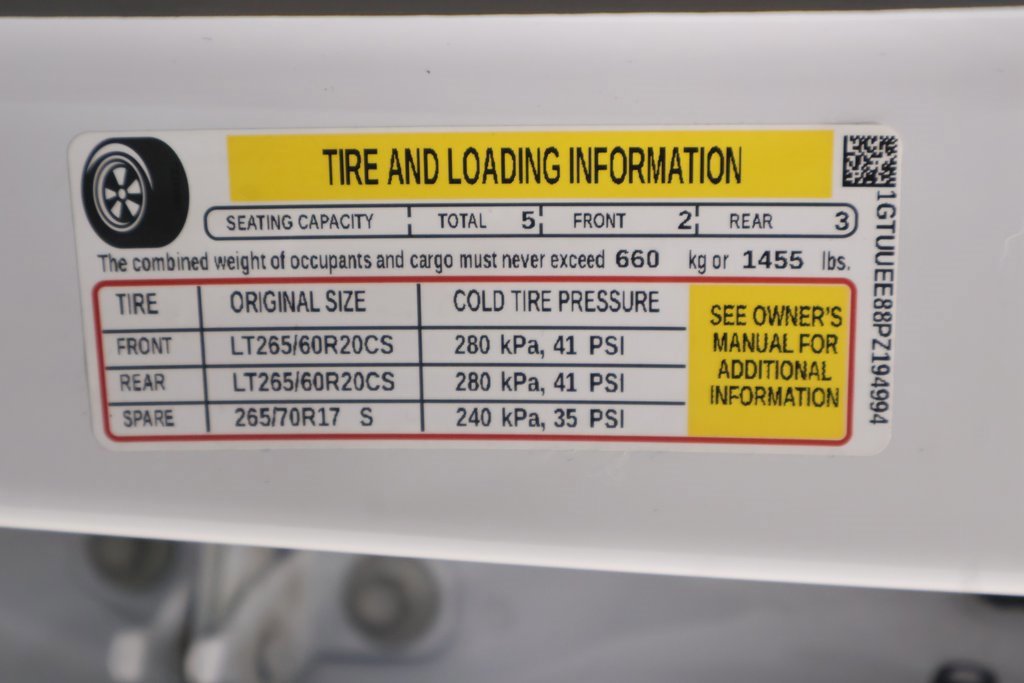 TIRE AND LOADING INFORMATION
SEATING CAPACITY TOTAL 5 FRONT 2 REAR 3
The combined weight of occupants and cargo must never exceed 660 kg or 1455 lbs.
TIRE ORIGINAL SIZE COLD TIRE PRESSURE
FRONT LT265/60R20CS 280 kPa, 41 PSI
REAR LT265/60R20CS 280 kPa, 41 PSI
SPARE 265/70R17 S 240 kPa, 35 PSI
SEE OWNER'S
MANUAL FOR
ADDITIONAL
INFORMATION
1GTUUEE88PZ194994